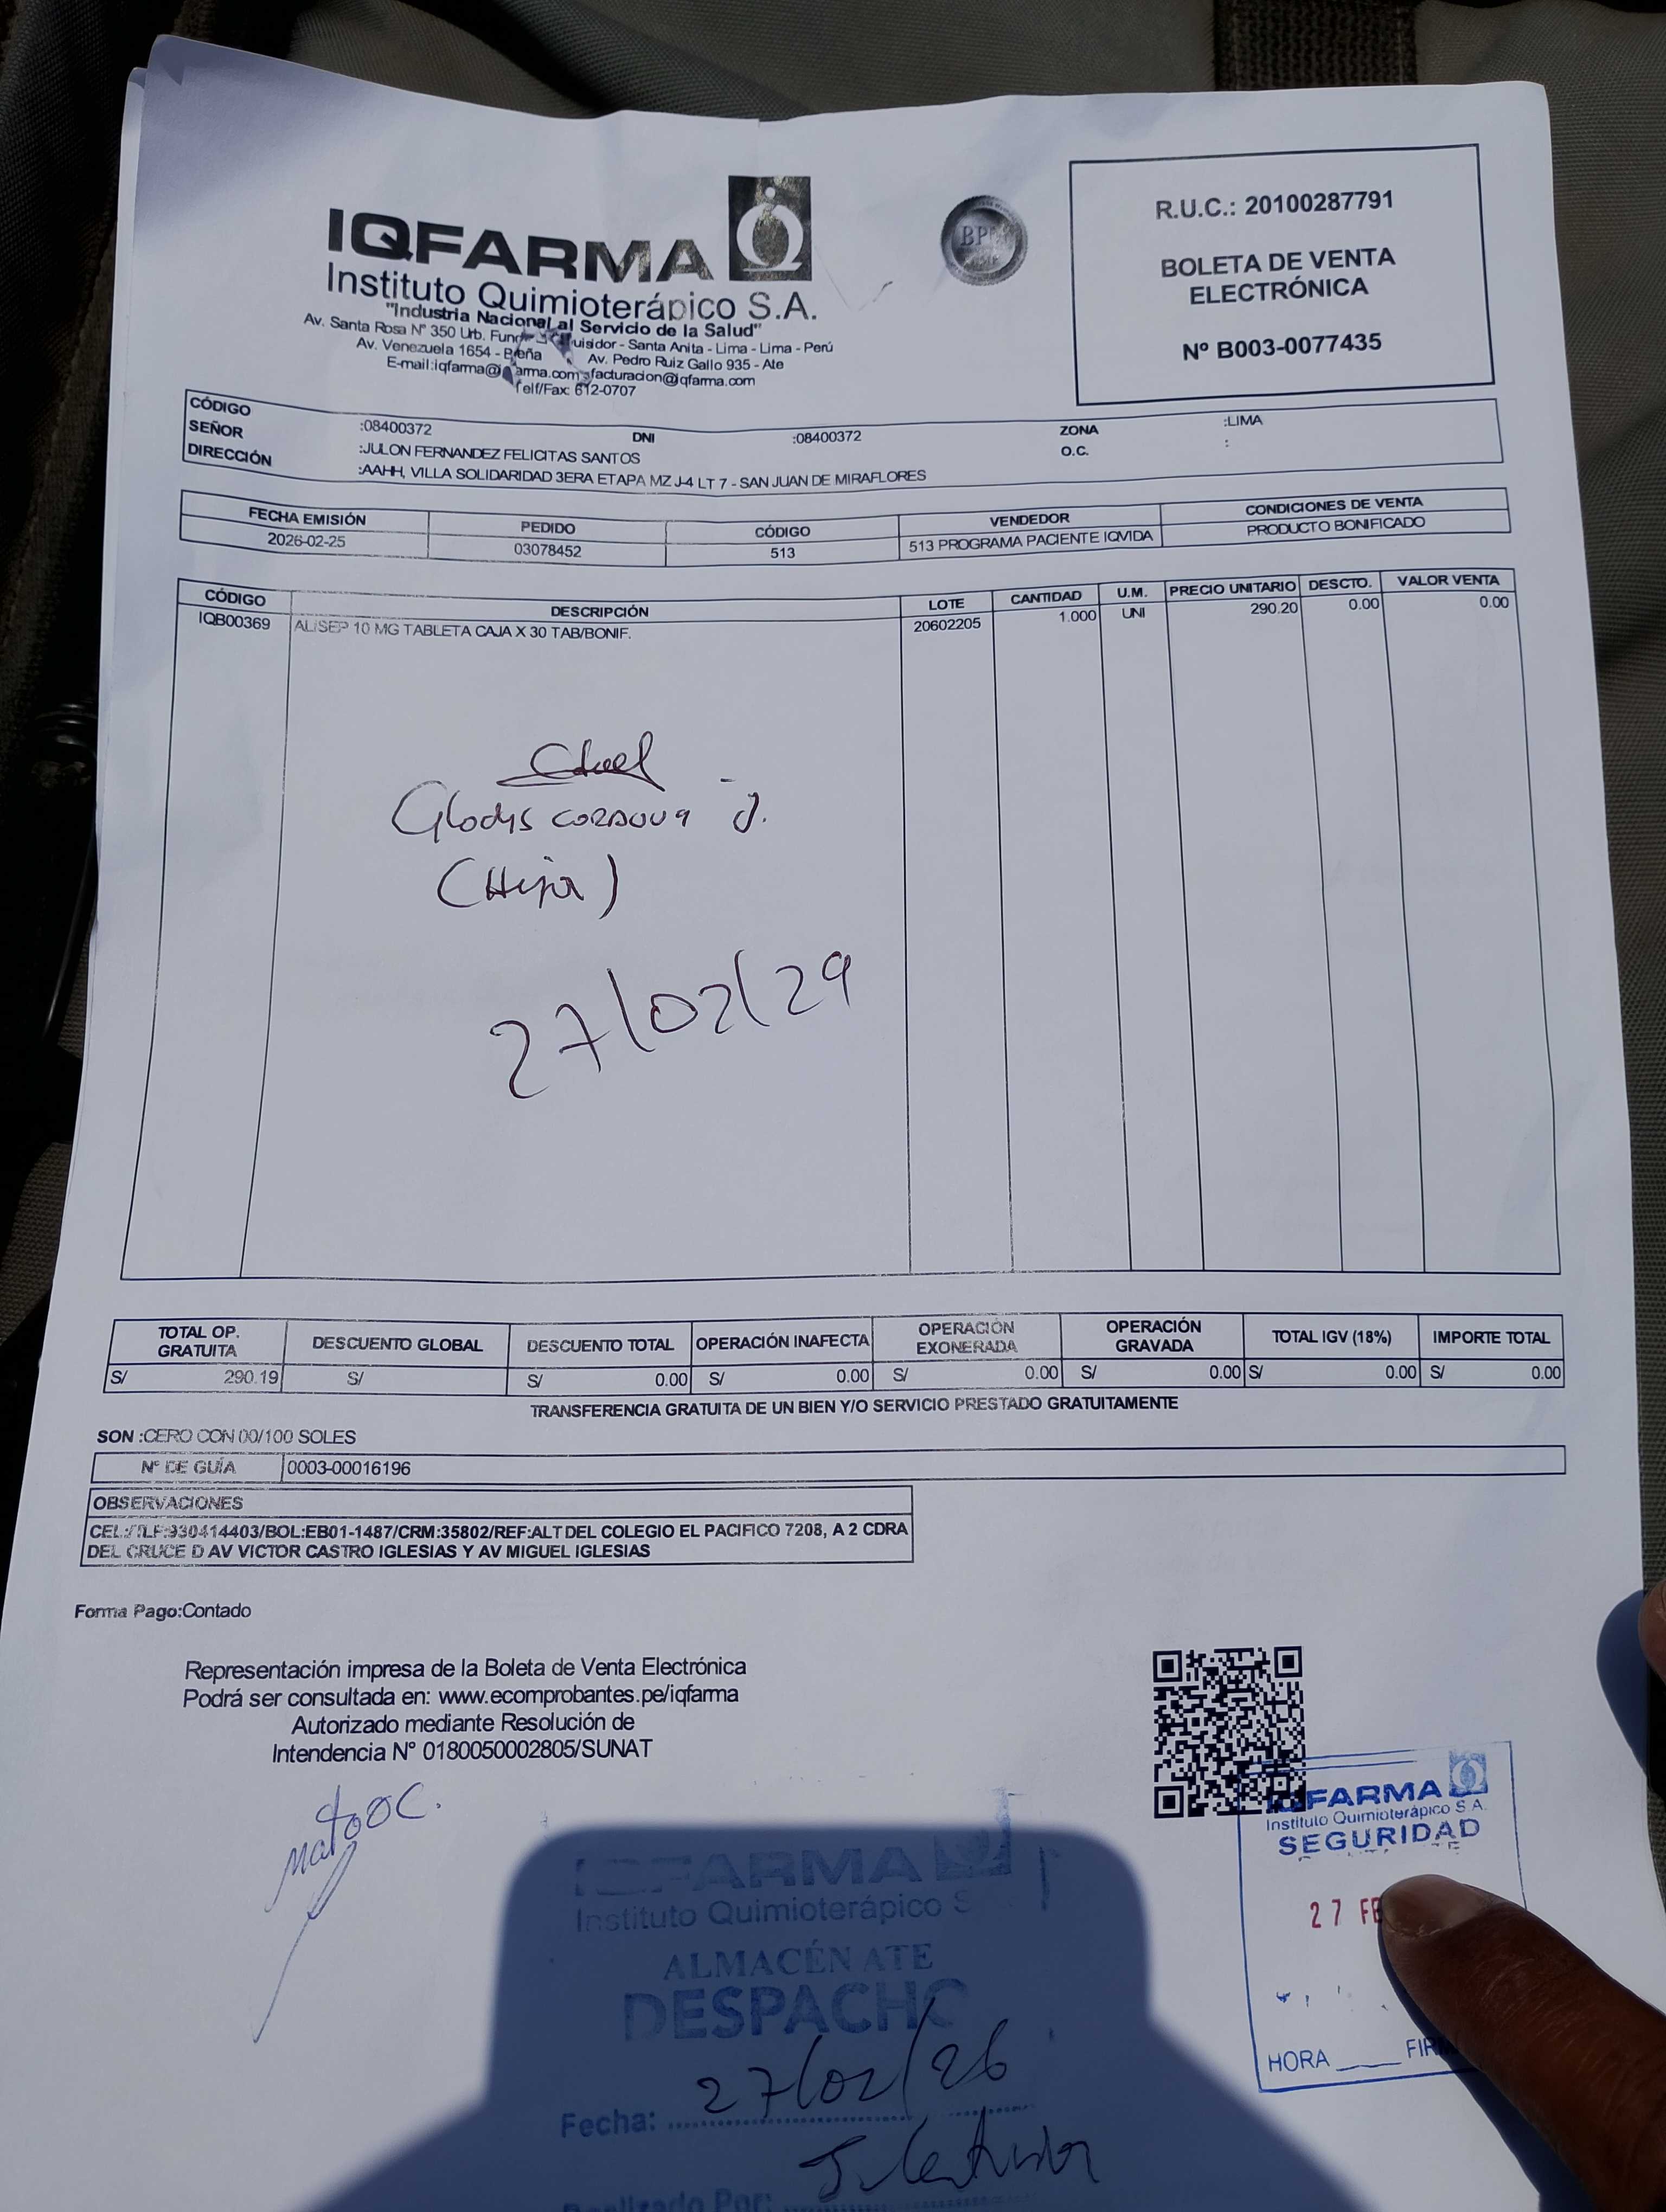 IQFARMA
Instituto Quimioterápico S.A.
"Industria Nacional al Servicio de la Salud"
Av. Santa Rosa Nº 350 Urb. - Santa Anita - Lima - Lima - Perú
Av. Venezuela 1654 - Breña Av. Pedro Ruiz Gallo 935 - Ate
facturacion@iqfarma.com
Telf/Fax: 612-0707
R.U.C.: 20100287791
BOLETA DE VENTA
ELECTRÓNICA
Nº B003-0077435
CÓDIGO :08400372 DNI :08400372 ZONA :LIMA
SEÑOR :JULON FERNANDEZ FELICITAS SANTOS O.C. :
DIRECCIÓN :AAHH, VILLA SOLIDARIDAD 3ERA ETAPA MZ J-4 LT 7 - SAN JUAN DE MIRAFLORES
FECHA EMISIÓN PEDIDO CÓDIGO VENDEDOR CONDICIONES DE VENTA
2026-02-25 03078452 513 513 PROGRAMA PACIENTE IQVIDA PRODUCTO BONIFICADO
CÓDIGO DESCRIPCIÓN LOTE CANTIDAD U.M. PRECIO UNITARIO DESCTO. VALOR VENTA
IQB00369 ALISEP 10 MG TABLETA CAJA X 30 TAB/BONIF. 20602205 1.000 UNI 290.20 0.00 0.00
Gladys CORDOVA J.
(Hija)
27/02/29
TOTAL OP. GRATUITA DESCUENTO GLOBAL DESCUENTO TOTAL OPERACIÓN INAFECTA OPERACIÓN EXONERADA OPERACIÓN GRAVADA TOTAL IGV (18%) IMPORTE TOTAL
S/ 290.19 S/ S/ 0.00 S/ 0.00 S/ 0.00 S/ 0.00 S/ 0.00 S/ 0.00
TRANSFERENCIA GRATUITA DE UN BIEN Y/O SERVICIO PRESTADO GRATUITAMENTE
SON :CERO CON 00/100 SOLES
Nº DE GUÍA 0003-00016196
OBSERVACIONES
CEL:/TLF:930414403/BOL:EB01-1487/CRM:35802/REF:ALT DEL COLEGIO EL PACIFICO 7208, A 2 CDRA
DEL CRUCE D AV VICTOR CASTRO IGLESIAS Y AV MIGUEL IGLESIAS
Forma Pago:Contado
Representación impresa de la Boleta de Venta Electrónica
Podrá ser consultada en: www.ecomprobantes.pe/iqfarma
Autorizado mediante Resolución de
Intendencia N° 0180050002805/SUNAT
IQFARMA
Instituto Quimioterápico S.A.
SEGURIDAD
27 FE
HORA
IQFARMA
Instituto Quimioterápico S
ALMACÉN ATE
DESPACHO
Fecha: 27/02/26
Realizado Por: